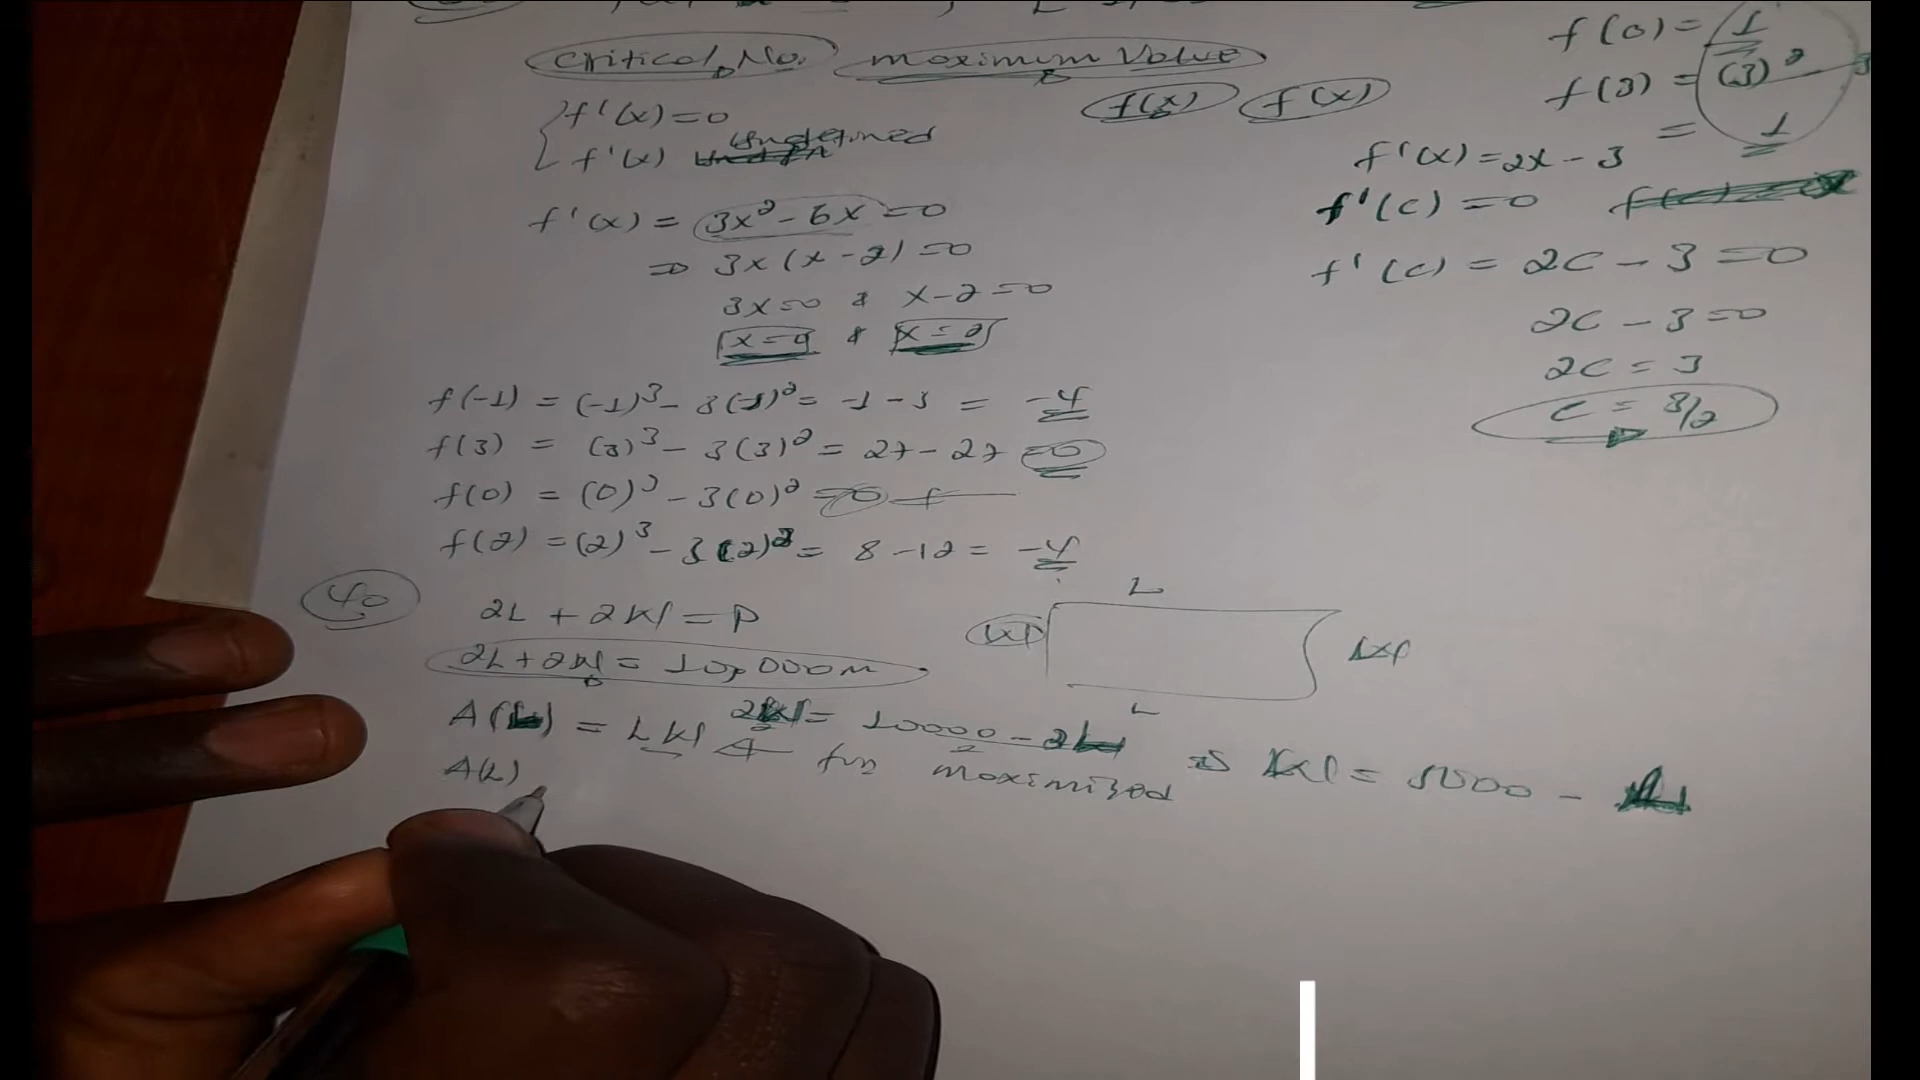 Critical No. maximum Value
f(x) f(x)
{f'(x)=0
f'(x) undefined
f'(x) = 3x²-6x=0
⇒ 3x(x-2)=0
3x=0 & x-2=0
x=0 & x=2
f(-1) = (-1)³-3(-1)²= -1-3 = -4
f(3) = (3)³-3(3)²= 27-27 =0
f(0) = (0)³-3(0)² =0
f(2) =(2)³-3(2)²= 8-12= -4
f(0)= 1
f(3) = (3)²
= 1
f'(x)=2x-3
f'(c) =0
f'(c) = 2c-3=0
2c-3=0
2c=3
c = 3/2
40
2L+2W=P
2L+2W= 10,000m
L
W
W
L
A(L) = LW
2W= 10000-2L
for maximized
⇒ W= 5000 - L
A(L)